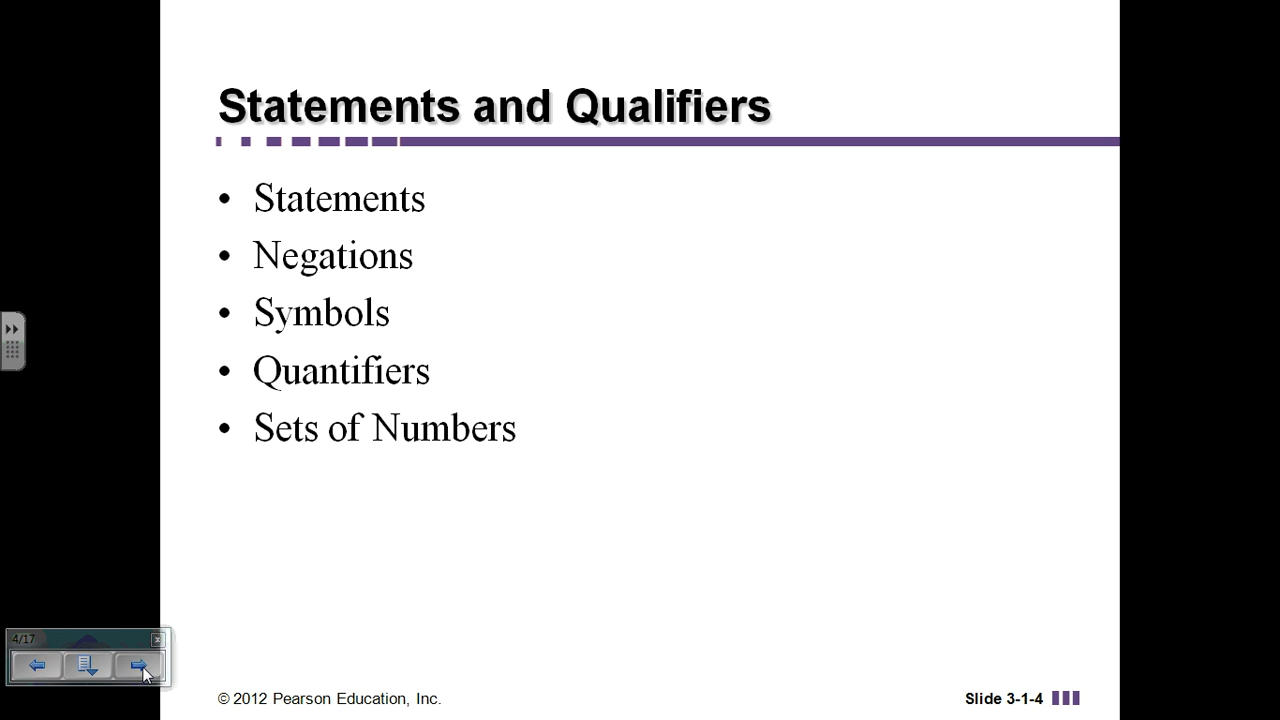 Statements and Qualifiers
• Statements
• Negations
• Symbols
• Quantifiers
• Sets of Numbers
4/17
x
© 2012 Pearson Education, Inc.
Slide 3-1-4